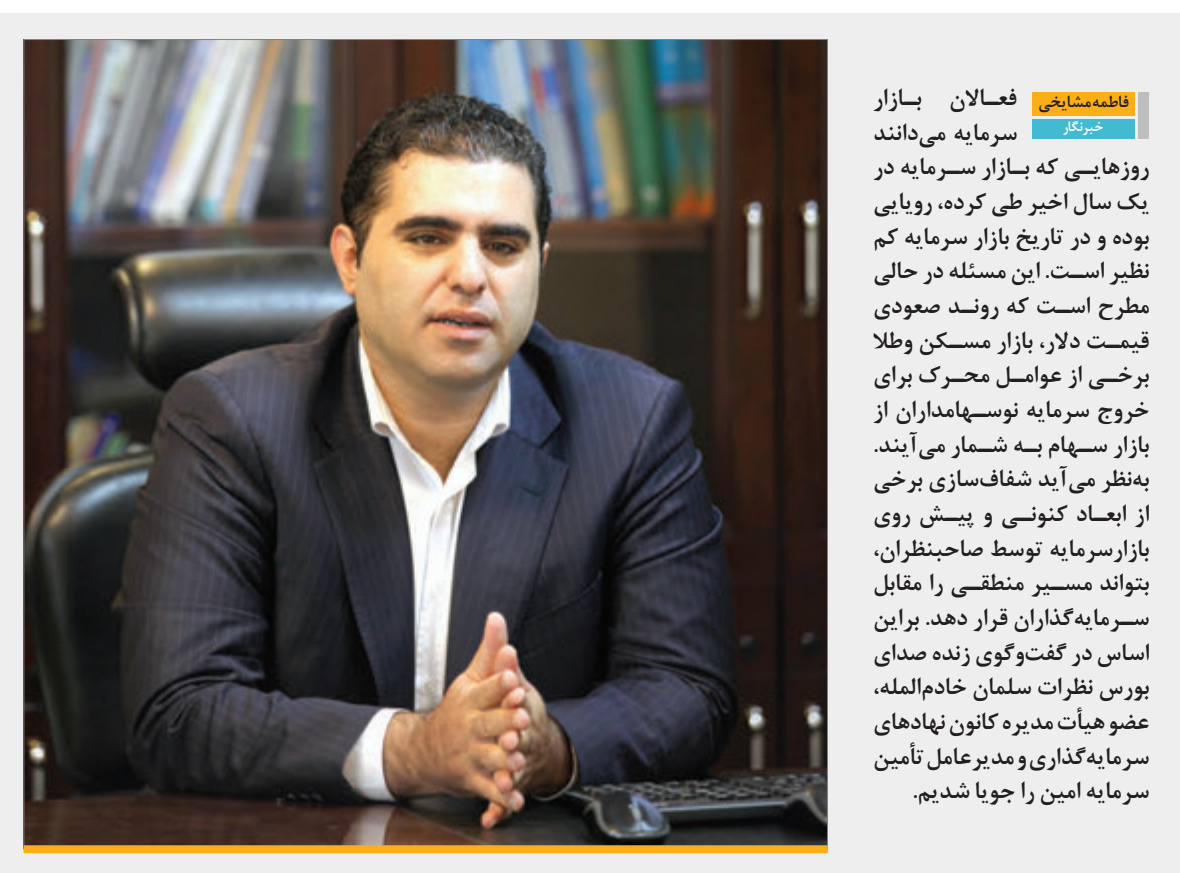 فاطمه‌مشایخی
خبرنگار
فعـالان بـازار
سرمایه می‌دانند
روزهایـی که بـازار سـرمایه در
یک سال اخیر طی کرده، رویایی
بوده و در تاریخ بازار سرمایه کم
نظیر اسـت. این مسئله در حالی
مطرح اسـت که رونـد صعودی
قیمـت دلار، بازار مسـکن وطلا
برخـی از عوامـل محـرک برای
خروج سرمایه نوسـهامداران از
بازار سـهام بـه شـمار می‌آیند.
به‌نظر می‌آید شفاف‌سازی برخی
از ابعـاد کنونـی و پیـش روی
بازارسرمایه توسط صاحبنظران،
بتواند مسـیر منطقـی را مقابل
سـرمایه‌گذاران قرار دهد. براین
اساس در گفت‌وگوی زنده صدای
بورس نظرات سلمان خادم‌المله،
عضو هیأت مدیره کانون نهادهای
سرمایه‌گذاری و مدیرعامل تأمین
سرمایه امین را جویا شدیم.